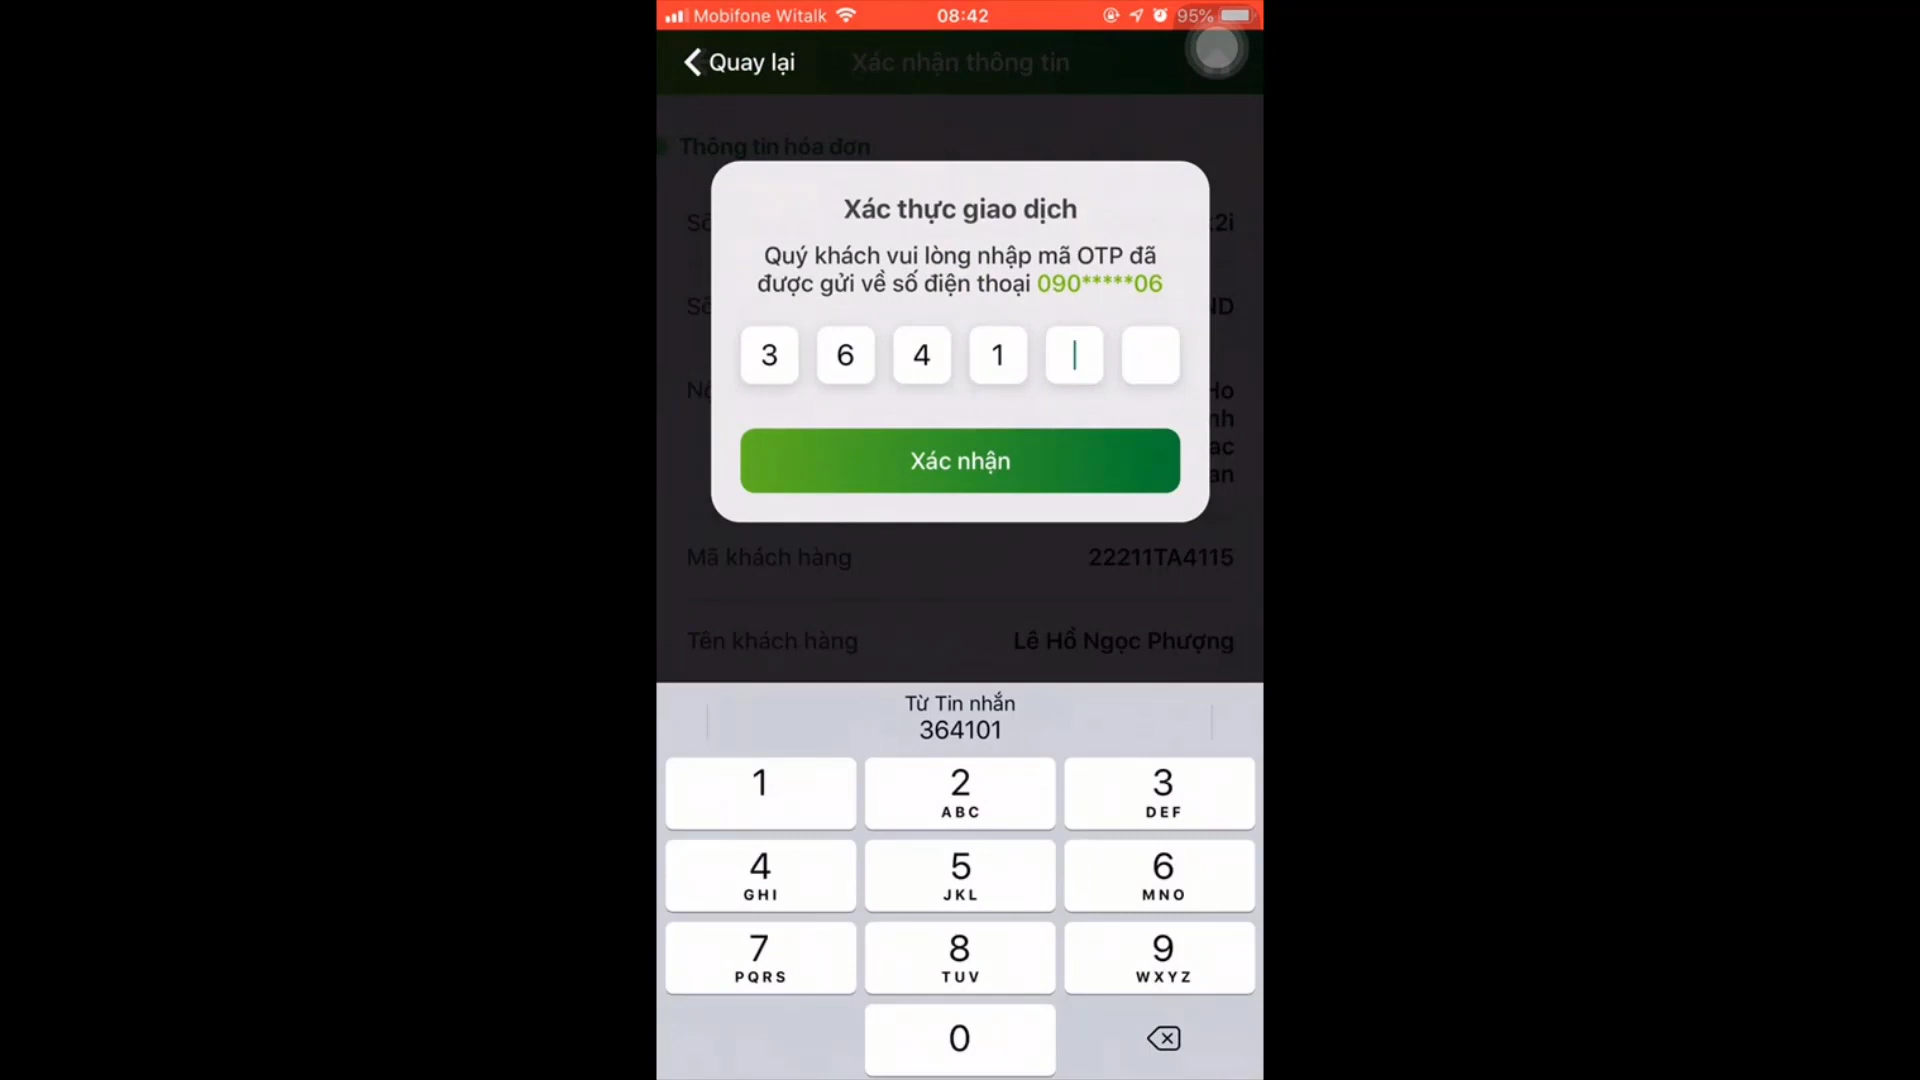 Mobifone Witalk 08:42 95%
Quay lại Xác nhận thông tin
Thông tin hóa đơn
Xác thực giao dịch
Quý khách vui lòng nhập mã OTP đã
được gửi về số điện thoại 090*****06
3 6 4 1
Xác nhận
Mã khách hàng 22211TA4115
Tên khách hàng Lê Hồ Ngọc Phượng
Từ Tin nhắn
364101
1 2 3
ABC DEF
4 5 6
GHI JKL MNO
7 8 9
PQRS TUV WXYZ
0